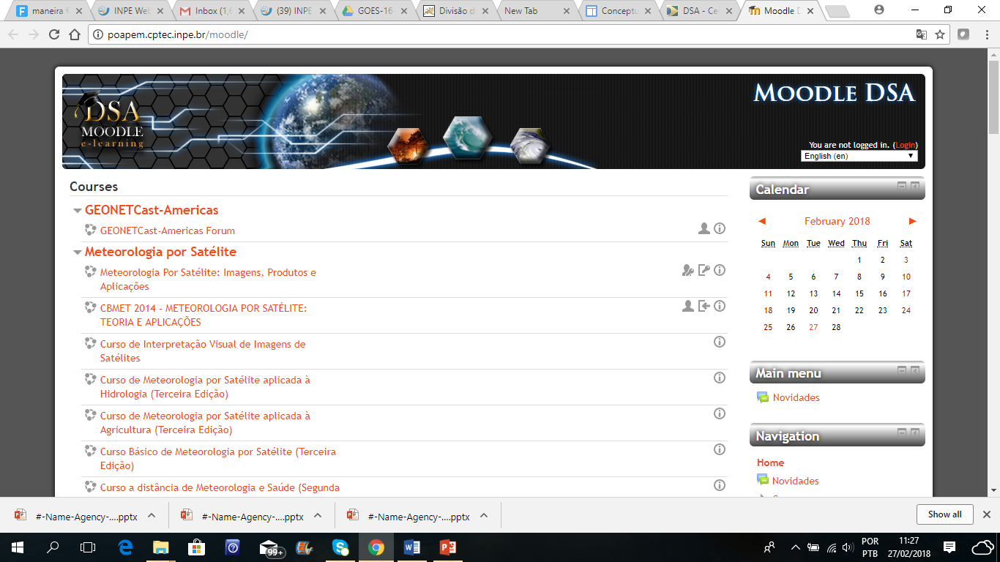 maneira f
INPE Web
Inbox (1,6
(39) INPE
GOES-16-
Divisão d
New Tab
Conceptu
DSA - Ce
Moodle D
poapem.cptec.inpe.br/moodle/
DSA
MOODLE
e-learning
MOODLE DSA
You are not logged in. (Login)
English (en)
Courses
GEONETCast-Americas
GEONETCast-Americas Forum
Meteorologia por Satélite
Meteorologia Por Satélite: Imagens, Produtos e
Aplicações
CBMET 2014 - METEOROLOGIA POR SATÉLITE:
TEORIA E APLICAÇÕES
Curso de Interpretação Visual de Imagens de
Satélites
Curso de Meteorologia por Satélite aplicada à
Hidrologia (Terceira Edição)
Curso de Meteorologia por Satélite aplicada à
Agricultura (Terceira Edição)
Curso Básico de Meteorologia por Satélite (Terceira
Edição)
Curso a distância de Meteorologia e Saúde (Segunda
Calendar
February 2018
Sun Mon Tue Wed Thu Fri Sat
1 2 3
4 5 6 7 8 9 10
11 12 13 14 15 16 17
18 19 20 21 22 23 24
25 26 27 28
Main menu
Novidades
Navigation
Home
Novidades
#-Name-Agency-....pptx
#-Name-Agency-....pptx
#-Name-Agency-....pptx
Show all
99+
POR
PTB
11:27
27/02/2018